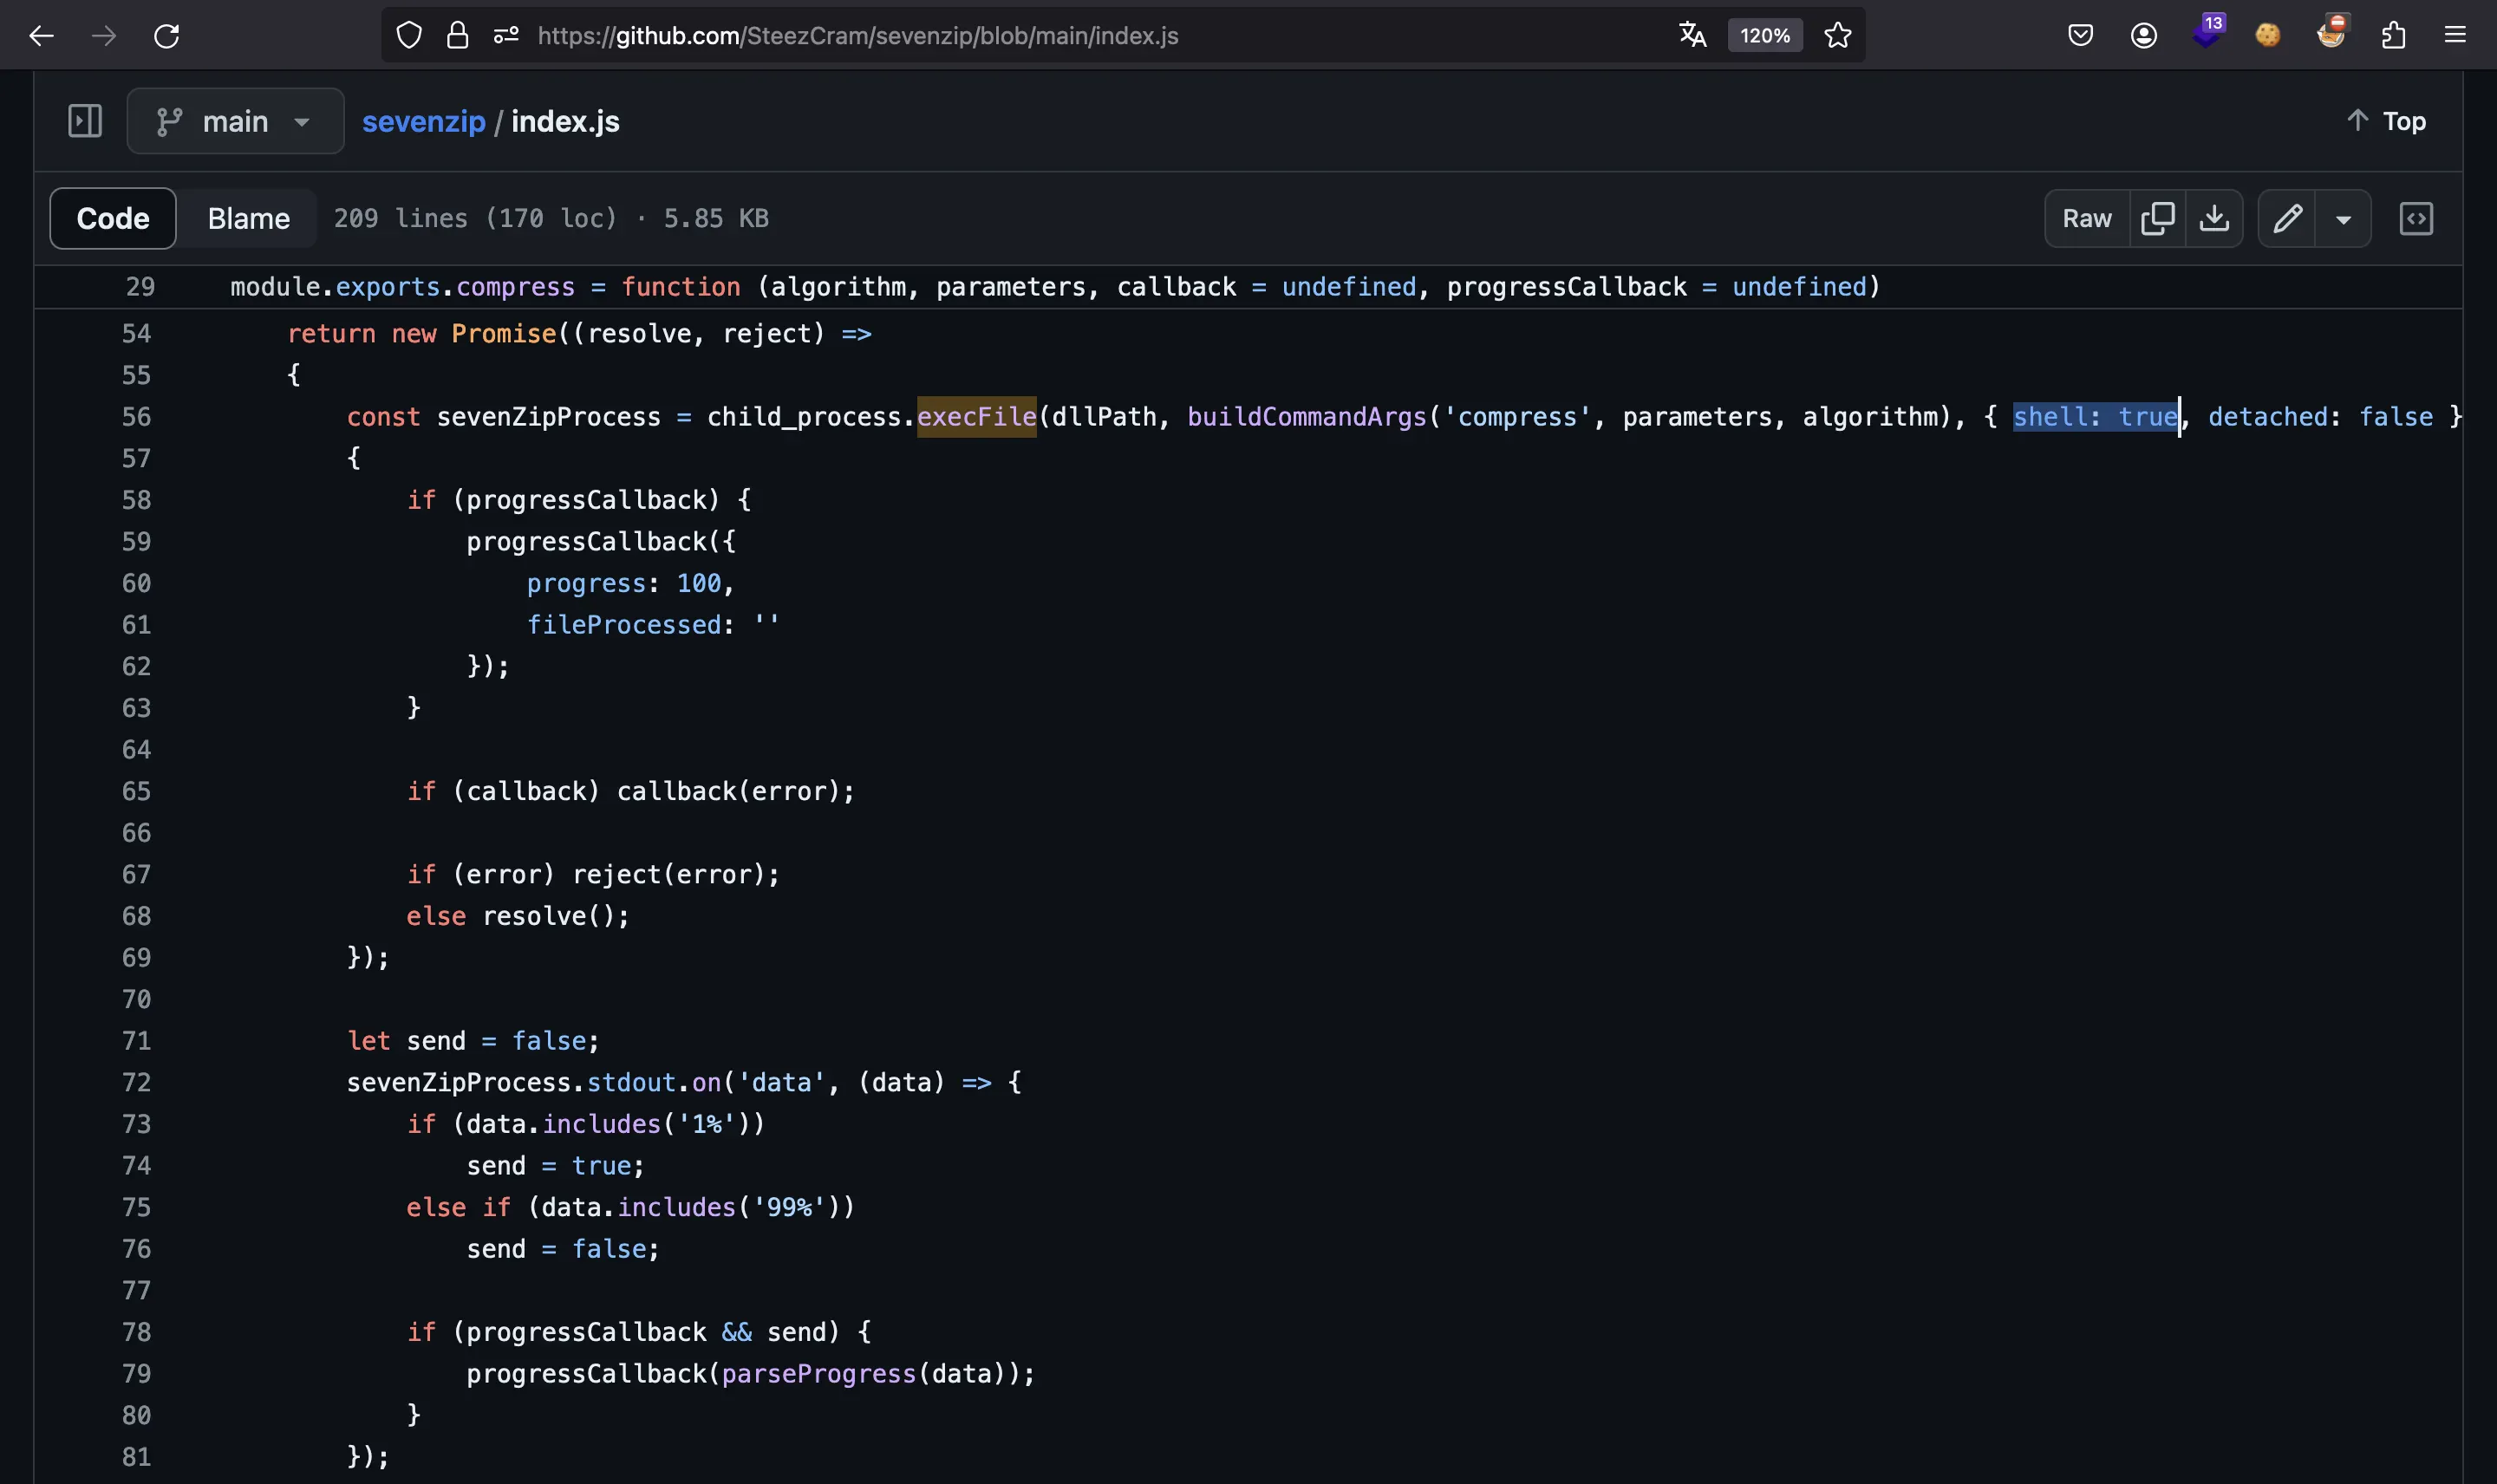 https://github.com/SteezCram/sevenzip/blob/main/index.js 120% 13
main sevenzip / index.js Top
Code Blame 209 lines (170 loc) · 5.85 KB Raw
29 module.exports.compress = function (algorithm, parameters, callback = undefined, progressCallback = undefined)
54 return new Promise((resolve, reject) =>
55 {
56 const sevenZipProcess = child_process.execFile(dllPath, buildCommandArgs('compress', parameters, algorithm), { shell: true, detached: false }
57 {
58 if (progressCallback) {
59 progressCallback({
60 progress: 100,
61 fileProcessed: ''
62 });
63 }
64
65 if (callback) callback(error);
66
67 if (error) reject(error);
68 else resolve();
69 });
70
71 let send = false;
72 sevenZipProcess.stdout.on('data', (data) => {
73 if (data.includes('1%'))
74 send = true;
75 else if (data.includes('99%'))
76 send = false;
77
78 if (progressCallback && send) {
79 progressCallback(parseProgress(data));
80 }
81 });